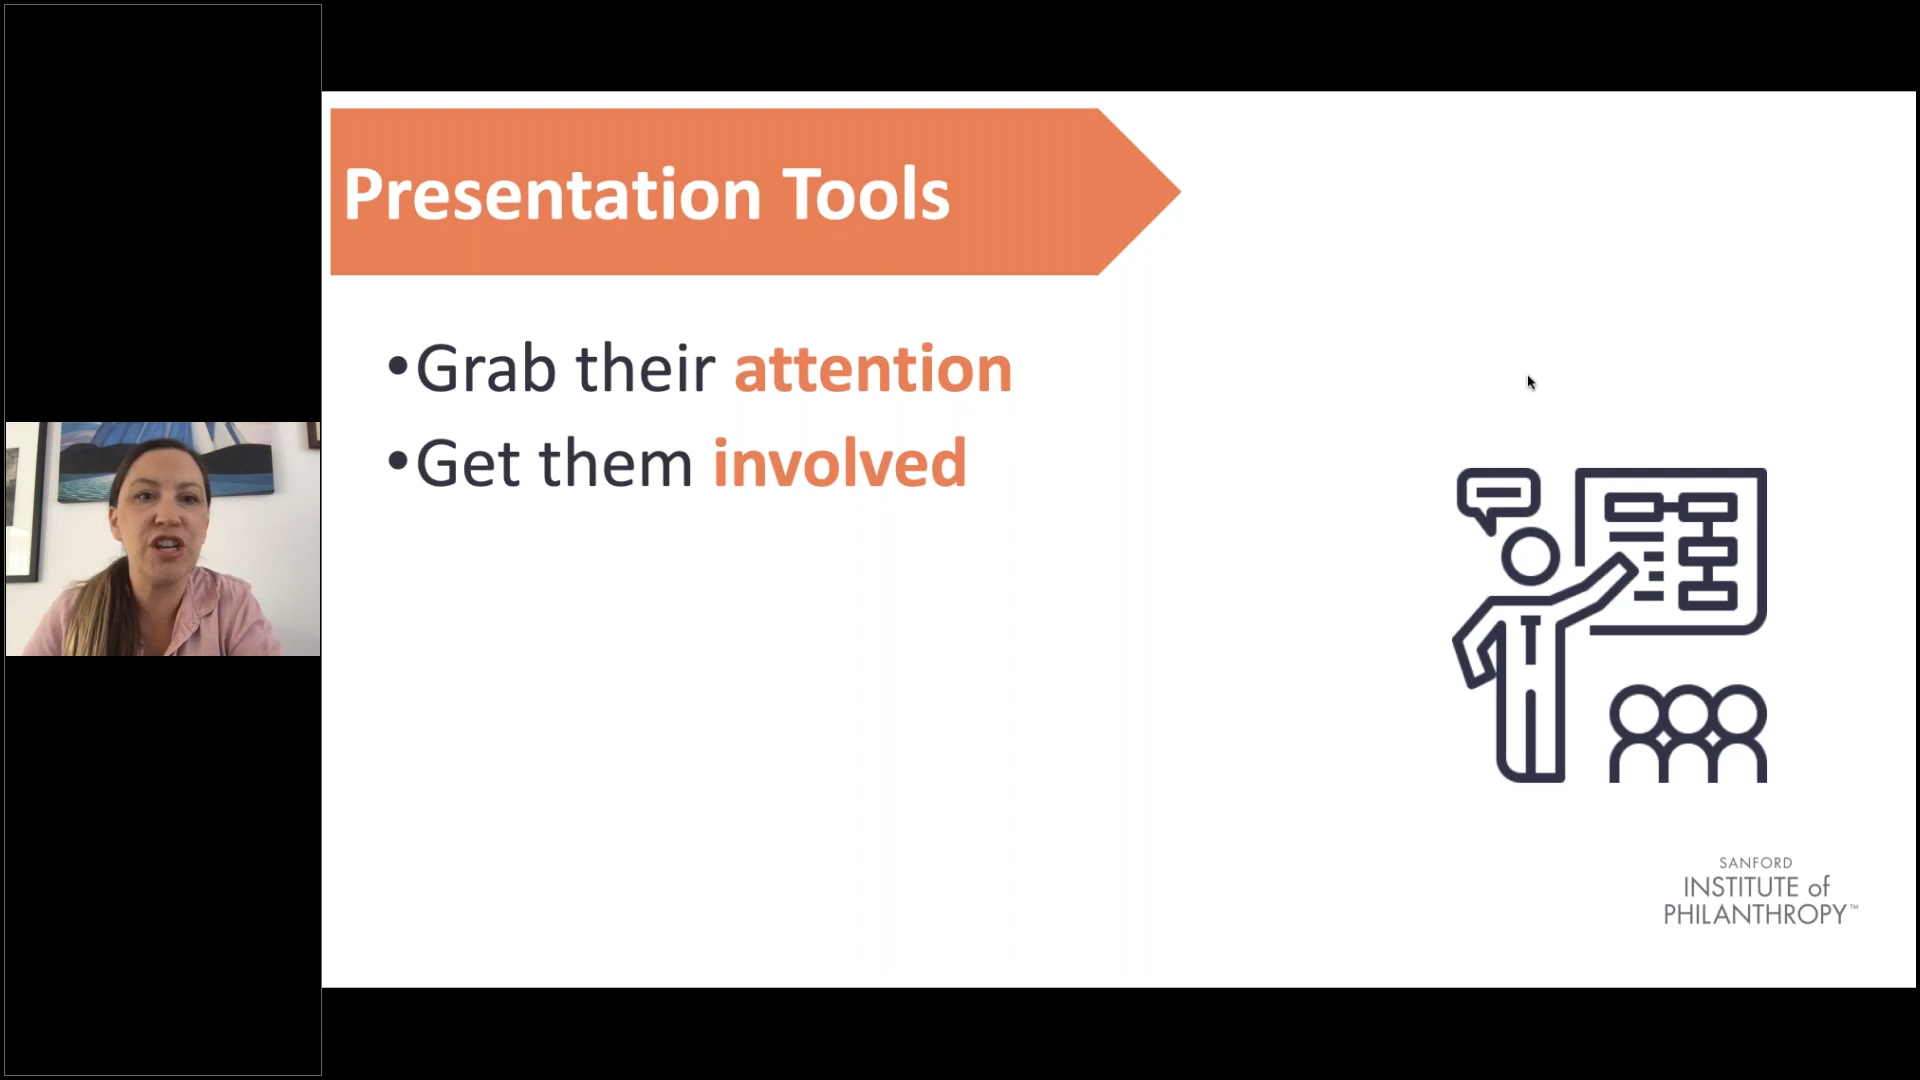 Presentation Tools
•Grab their attention
•Get them involved
SANFORD
INSTITUTE of
PHILANTHROPY™